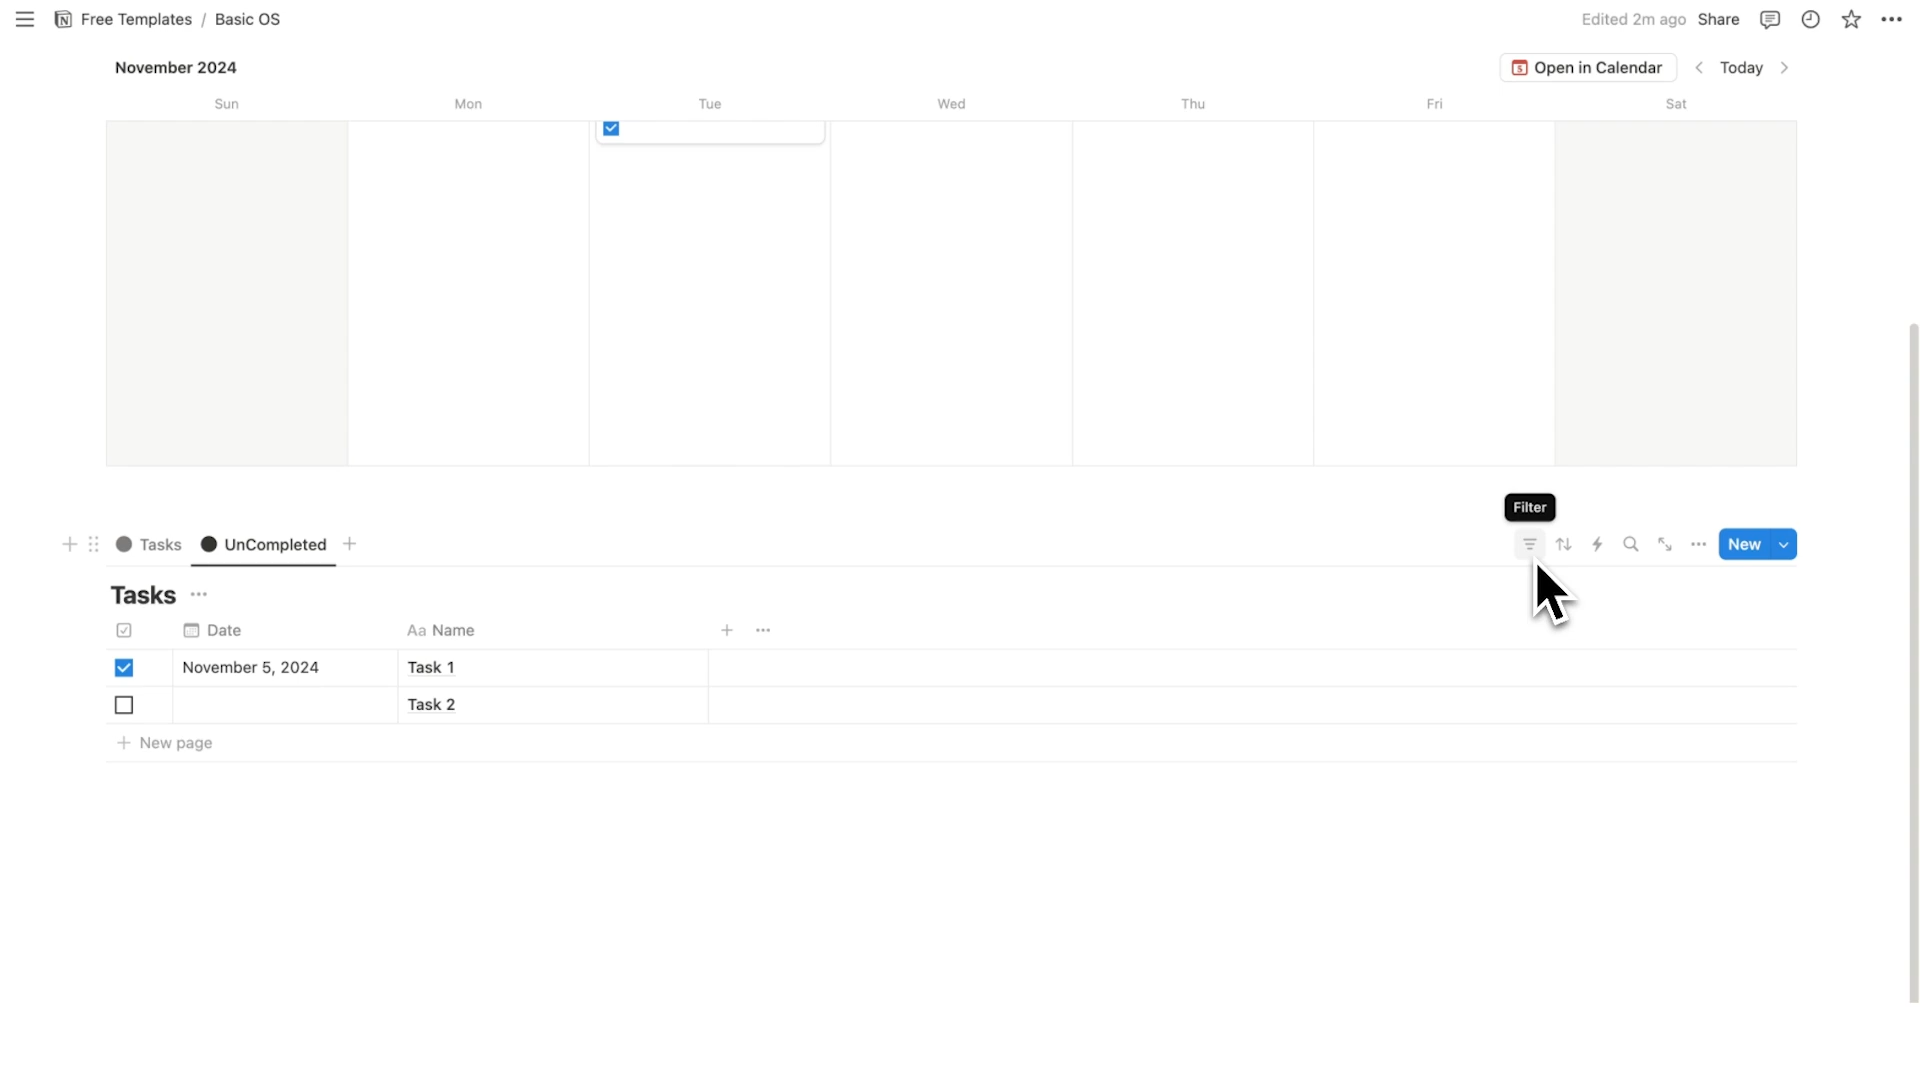 Free Templates / Basic OS
Edited 2m ago Share
November 2024
Open in Calendar Today
Sun Mon Tue Wed Thu Fri Sat
Filter
Tasks UnCompleted New
Tasks
Date Aa Name
November 5, 2024 Task 1
Task 2
New page